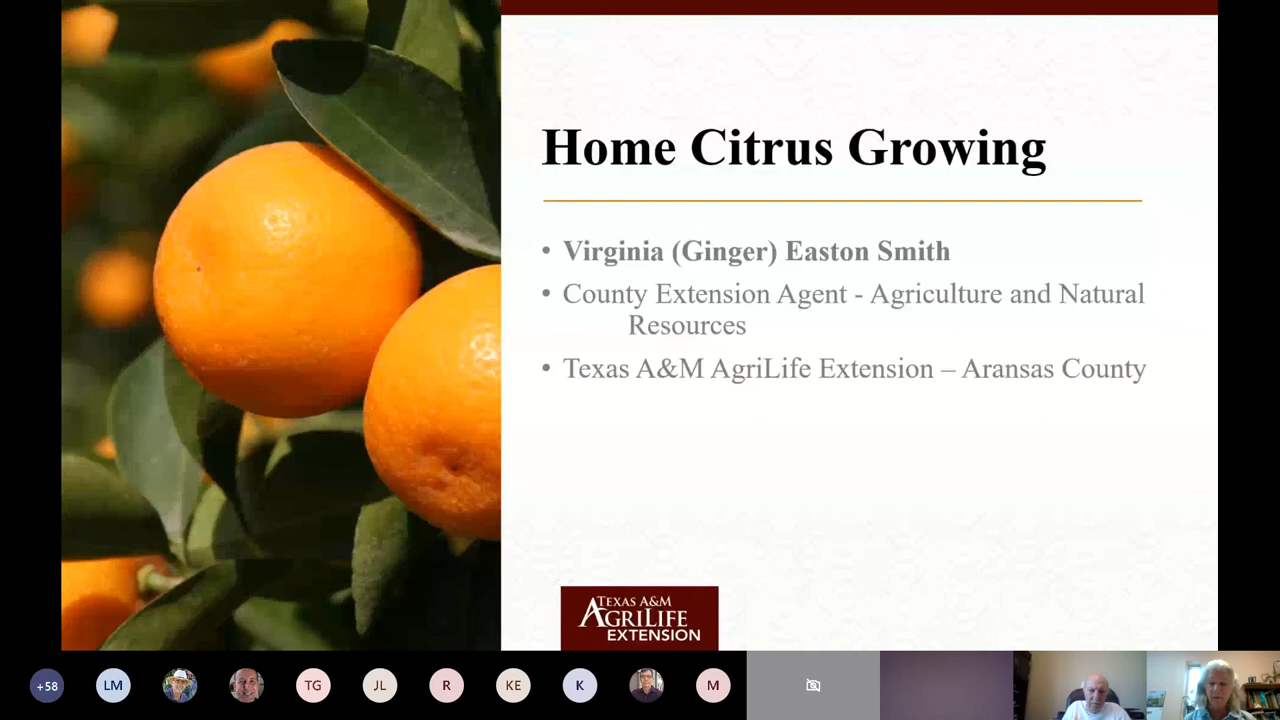 Home Citrus Growing
• Virginia (Ginger) Easton Smith
• County Extension Agent - Agriculture and Natural
Resources
• Texas A&M AgriLife Extension – Aransas County
TEXAS A&M
AGRILIFE
EXTENSION
+58 LM TG JL R KE K M